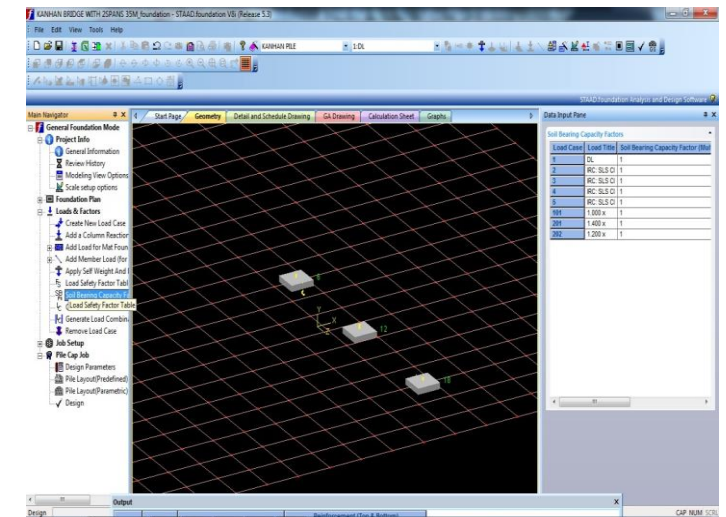 KANHAN BRIDGE WITH 2SPANS 35M_foundation - STAAD.foundation V8i (Release 5.3)
File Edit View Tools Help
KANHAN PILE
1:DL
STAAD.foundation Analysis and Design Software
Main Navigator
Start Page
Geometry
Detail and Schedule Drawing
GA Drawing
Calculation Sheet
Graphs
Data Input Pane
General Foundation Mode
Project Info
General Information
Review History
Modeling View Options
Scale setup options
Foundation Plan
Loads & Factors
Create New Load Case
Add a Column Reaction
Add Load for Mat Foun
Add Member Load (for
Apply Self Weight And
Load Safety Factor Tabl
Soil Bearing Capacity F
Load Safety Factor Table
Generate Load Combin
Remove Load Case
Job Setup
Pile Cap Job
Design Parameters
Pile Layout(Predefined)
Pile Layout(Parametric)
Design
6
Y
X
Z
12
18
Soil Bearing Capacity Factors
Load Case Load Title Soil Bearing Capacity Factor (Mul
1 DL 1
2 IRC: SLS Cl 1
3 IRC: SLS Cl 1
4 IRC: SLS Cl 1
5 IRC: SLS Cl 1
101 1.000 x 1
201 1.400 x 1
202 1.200 x 1
Output
Reinforcement (Top & Bottom)
Design
CAP NUM SCRL